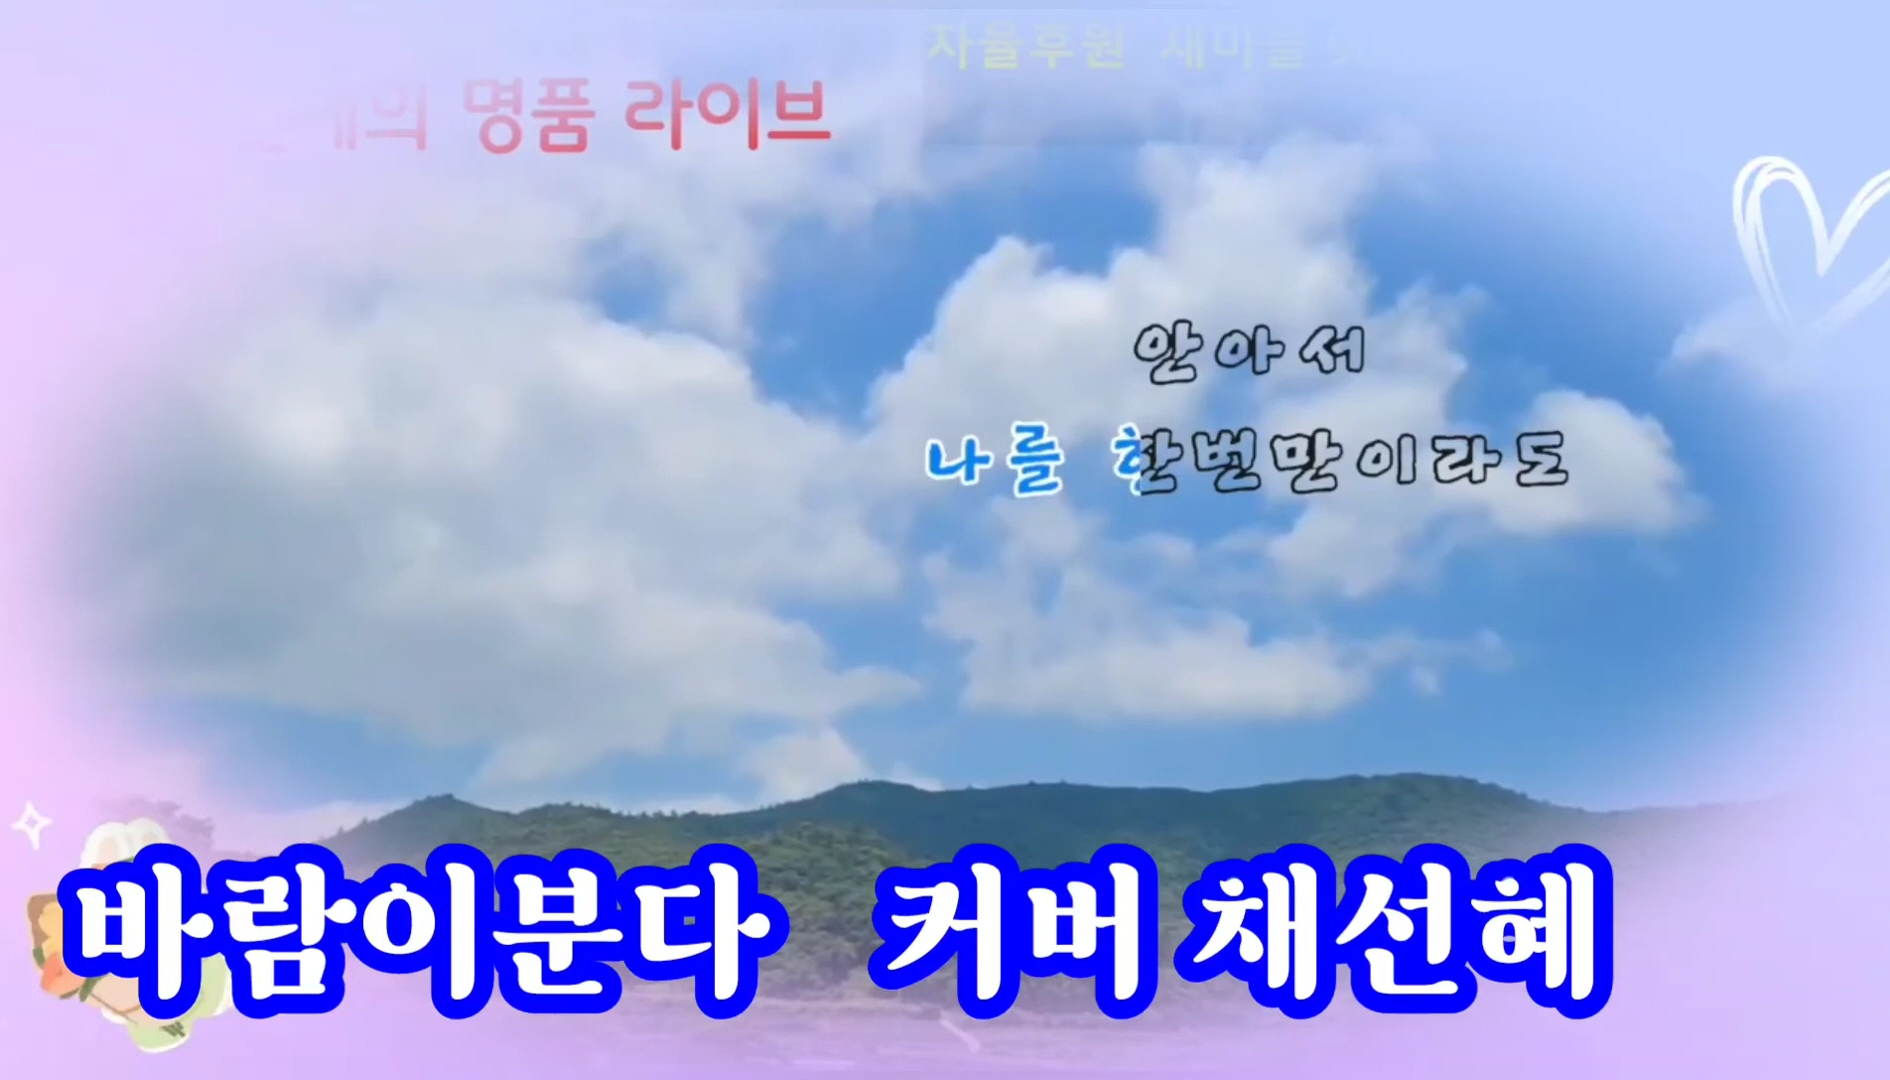 자율후원
명품 라이브
안아서
나를 한번만이라도
바람이분다 커버 채선혜